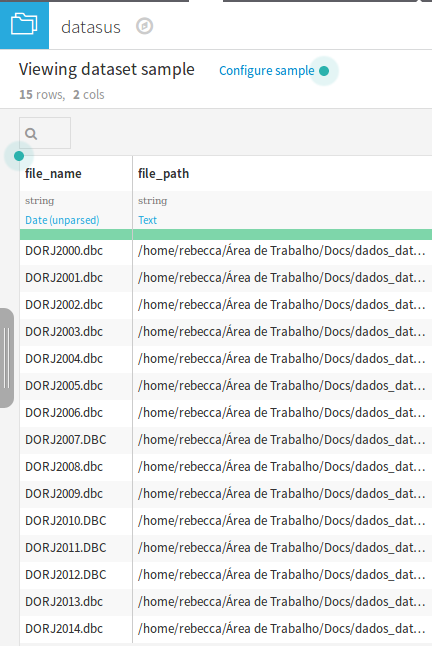 datasus
Viewing dataset sample Configure sample
15 rows, 2 cols
file_name file_path
string string
Date (unparsed) Text
DORJ2000.dbc /home/rebecca/Área de Trabalho/Docs/dados_dat...
DORJ2001.dbc /home/rebecca/Área de Trabalho/Docs/dados_dat...
DORJ2002.dbc /home/rebecca/Área de Trabalho/Docs/dados_dat...
DORJ2003.dbc /home/rebecca/Área de Trabalho/Docs/dados_dat...
DORJ2004.dbc /home/rebecca/Área de Trabalho/Docs/dados_dat...
DORJ2005.dbc /home/rebecca/Área de Trabalho/Docs/dados_dat...
DORJ2006.dbc /home/rebecca/Área de Trabalho/Docs/dados_dat...
DORJ2007.DBC /home/rebecca/Área de Trabalho/Docs/dados_dat...
DORJ2008.dbc /home/rebecca/Área de Trabalho/Docs/dados_dat...
DORJ2009.dbc /home/rebecca/Área de Trabalho/Docs/dados_dat...
DORJ2010.DBC /home/rebecca/Área de Trabalho/Docs/dados_dat...
DORJ2011.DBC /home/rebecca/Área de Trabalho/Docs/dados_dat...
DORJ2012.DBC /home/rebecca/Área de Trabalho/Docs/dados_dat...
DORJ2013.dbc /home/rebecca/Área de Trabalho/Docs/dados_dat...
DORJ2014.dbc /home/rebecca/Área de Trabalho/Docs/dados_dat...